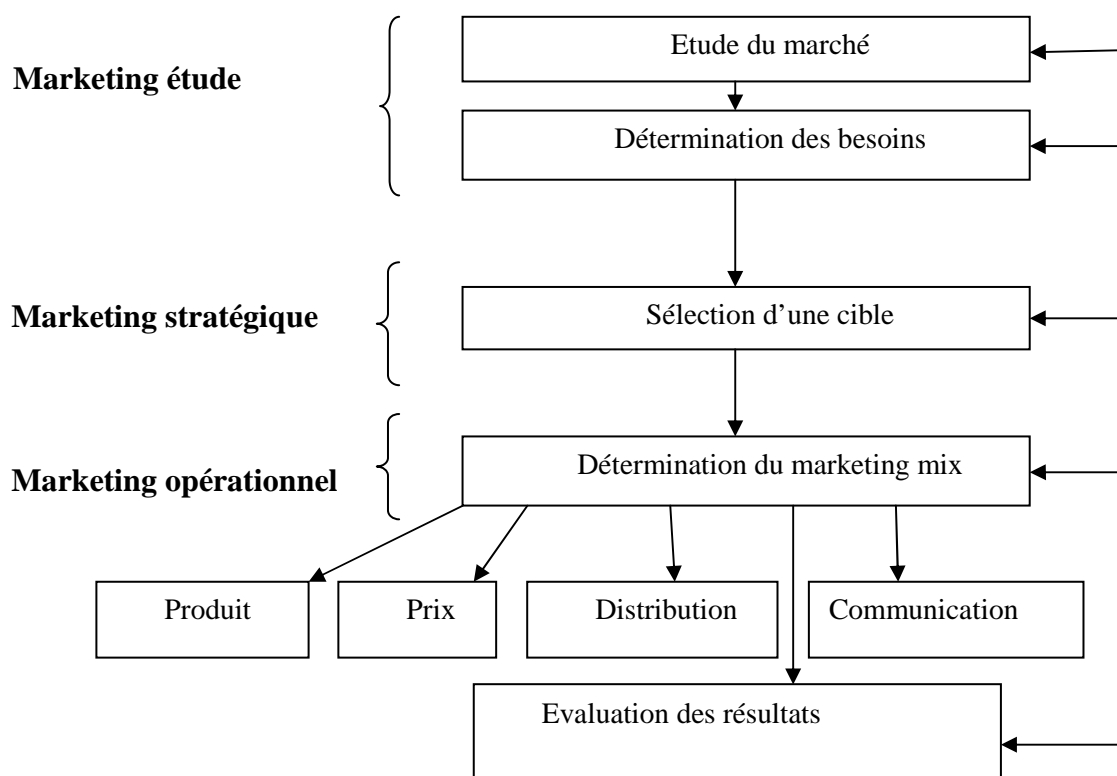 Etude du marché
Marketing étude
Détermination des besoins
Marketing stratégique
Sélection d’une cible
Marketing opérationnel
Détermination du marketing mix
Produit
Prix
Distribution
Communication
Evaluation des résultats